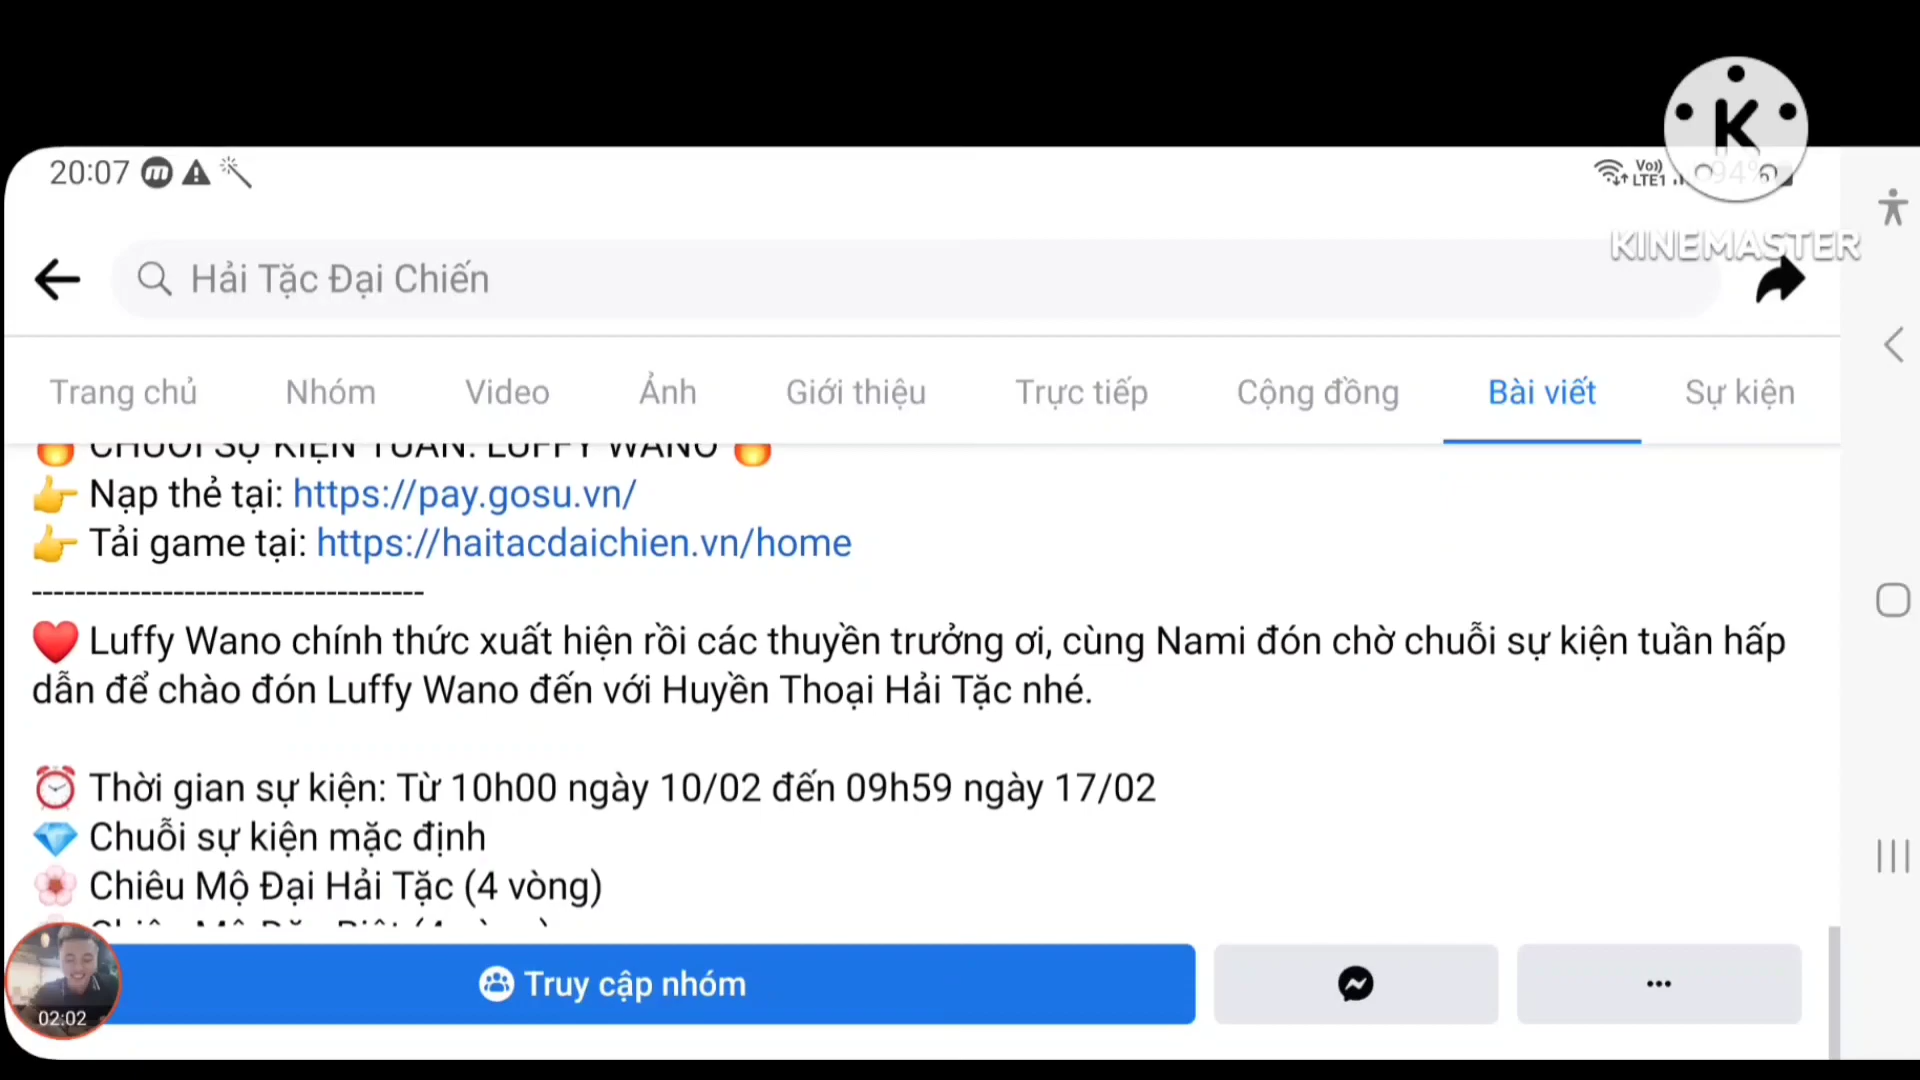 K
KINEMASTER
20:07
Vo))
LTE1
94%
Hải Tặc Đại Chiến
Trang chủ Nhóm Video Ảnh Giới thiệu Trực tiếp Cộng đồng Bài viết Sự kiện
CHUỖI SỰ KIỆN TUẦN: LUFFY WANO
Nạp thẻ tại: https://pay.gosu.vn/
Tải game tại: https://haitacdaichien.vn/home
------------------------------------
Luffy Wano chính thức xuất hiện rồi các thuyền trưởng ơi, cùng Nami đón chờ chuỗi sự kiện tuần hấp
dẫn để chào đón Luffy Wano đến với Huyền Thoại Hải Tặc nhé.
Thời gian sự kiện: Từ 10h00 ngày 10/02 đến 09h59 ngày 17/02
Chuỗi sự kiện mặc định
Chiêu Mộ Đại Hải Tặc (4 vòng)
Truy cập nhóm
02:02